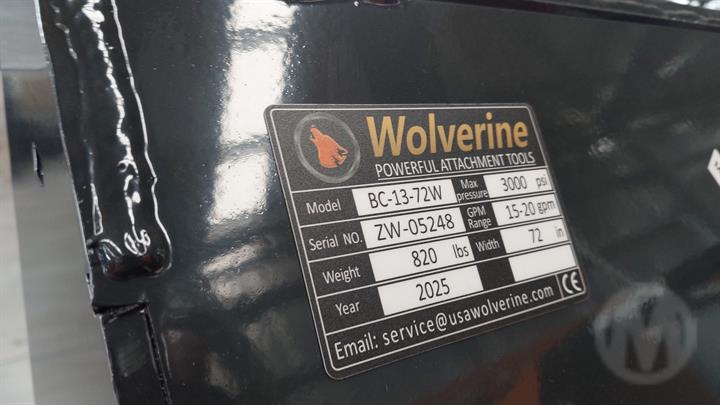 Wolverine
POWERFUL ATTACHMENT TOOLS
Model BC-13-72W Max pressure 3000 psi
Serial NO. ZW-05248 GPM Range 15-20 gpm
Weight 820 lbs Width 72 in
Year 2025 CE
Email: service@usawolverine.com
M